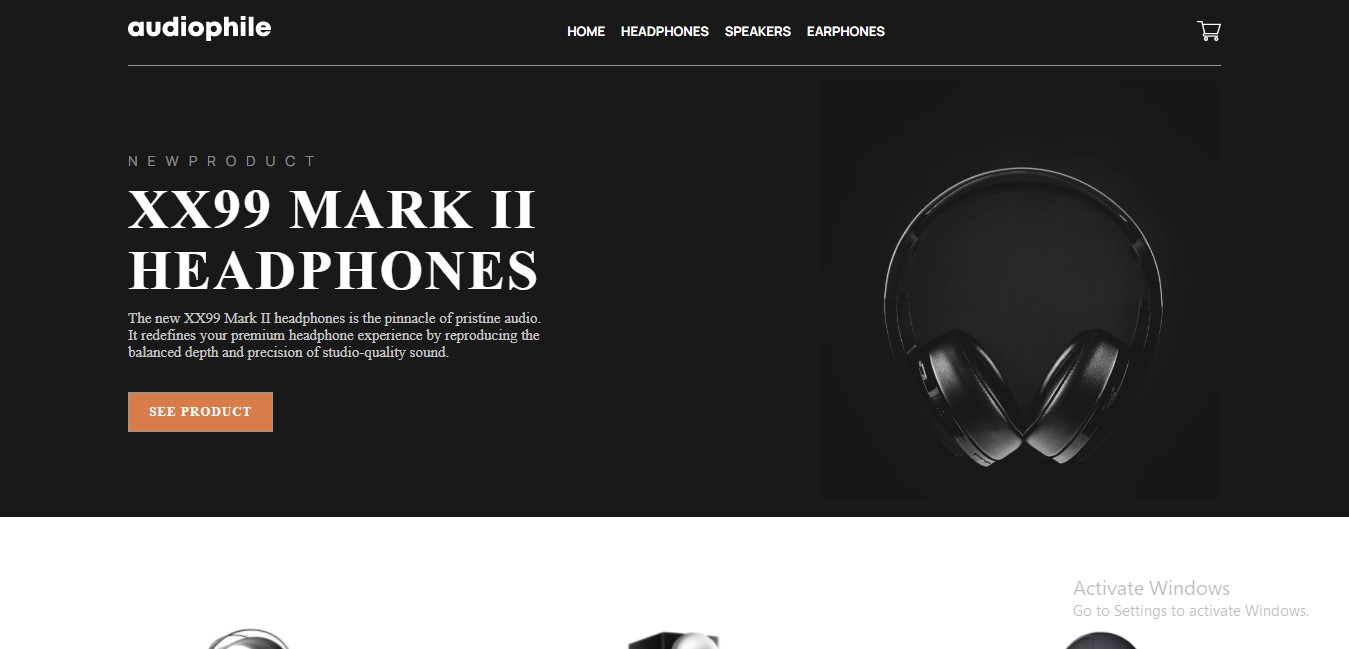 audiophile
HOME HEADPHONES SPEAKERS EARPHONES
NEWPRODUCT
XX99 MARK II
HEADPHONES
The new XX99 Mark II headphones is the pinnacle of pristine audio.
It redefines your premium headphone experience by reproducing the
balanced depth and precision of studio-quality sound.
SEE PRODUCT
Activate Windows
Go to Settings to activate Windows.